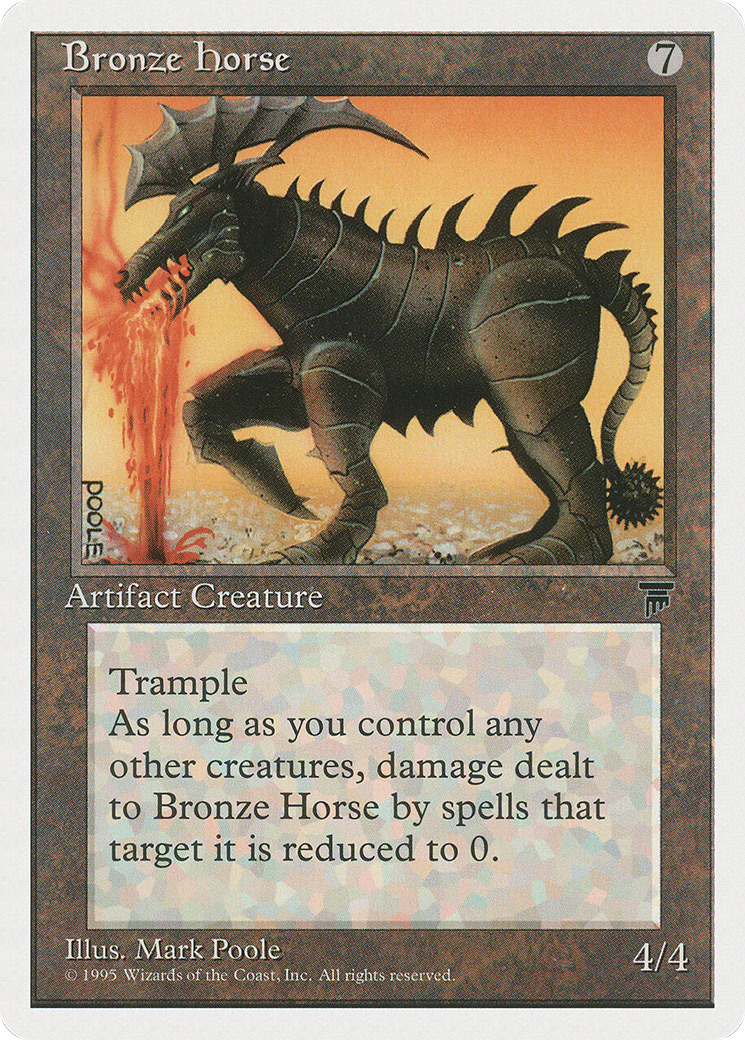 Bronze Horse
7
POOLE
Artifact Creature
Trample
As long as you control any
other creatures, damage dealt
to Bronze Horse by spells that
target it is reduced to 0.
Illus. Mark Poole
4/4
© 1995 Wizards of the Coast, Inc. All rights reserved.